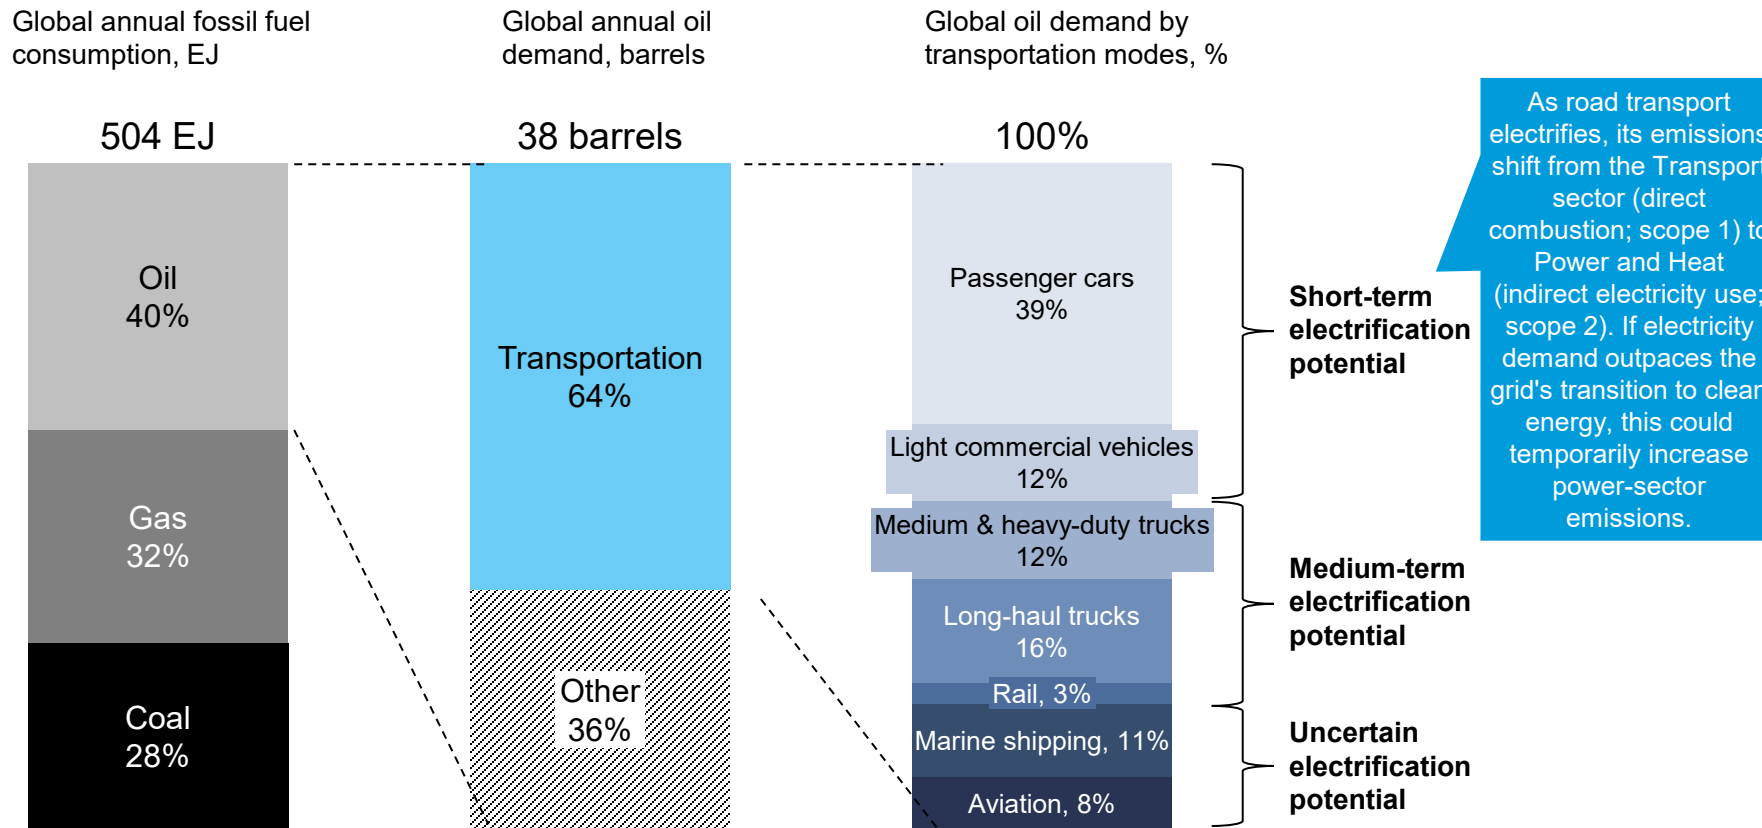 Global annual fossil fuel
consumption, EJ
504 EJ
Oil
40%
Gas
32%
Coal
28%
Global annual oil
demand, barrels
38 barrels
Transportation
64%
Other
36%
Global oil demand by
transportation modes, %
100%
Passenger cars
39%
Light commercial vehicles
12%
Medium & heavy-duty trucks
12%
Long-haul trucks
16%
Rail, 3%
Marine shipping, 11%
Aviation, 8%
Short-term
electrification
potential
Medium-term
electrification
potential
Uncertain
electrification
potential
As road transport
electrifies, its emissions
shift from the Transport
sector (direct
combustion; scope 1) to
Power and Heat
(indirect electricity use;
scope 2). If electricity
demand outpaces the
grid's transition to clean
energy, this could
temporarily increase
power-sector
emissions.